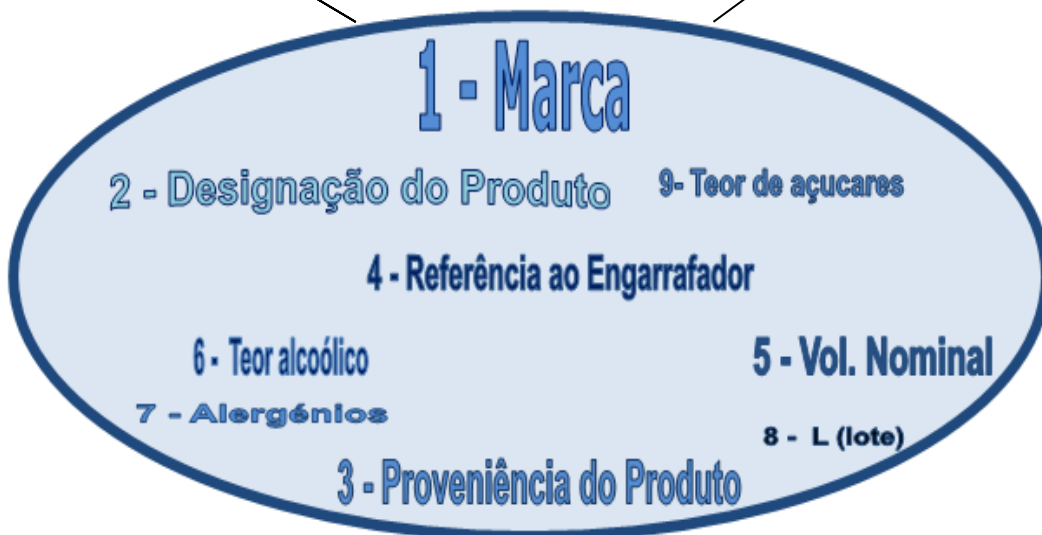 1 - Marca
2 - Designação do Produto
9- Teor de açucares
4 - Referência ao Engarrafador
6 - Teor alcoólico
5 - Vol. Nominal
7 - Alergénios
8 - L (lote)
3 - Proveniência do Produto